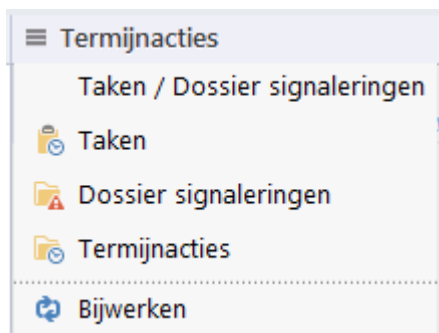 Termijnacties
Taken / Dossier signaleringen
Taken
Dossier signaleringen
Termijnacties
Bijwerken